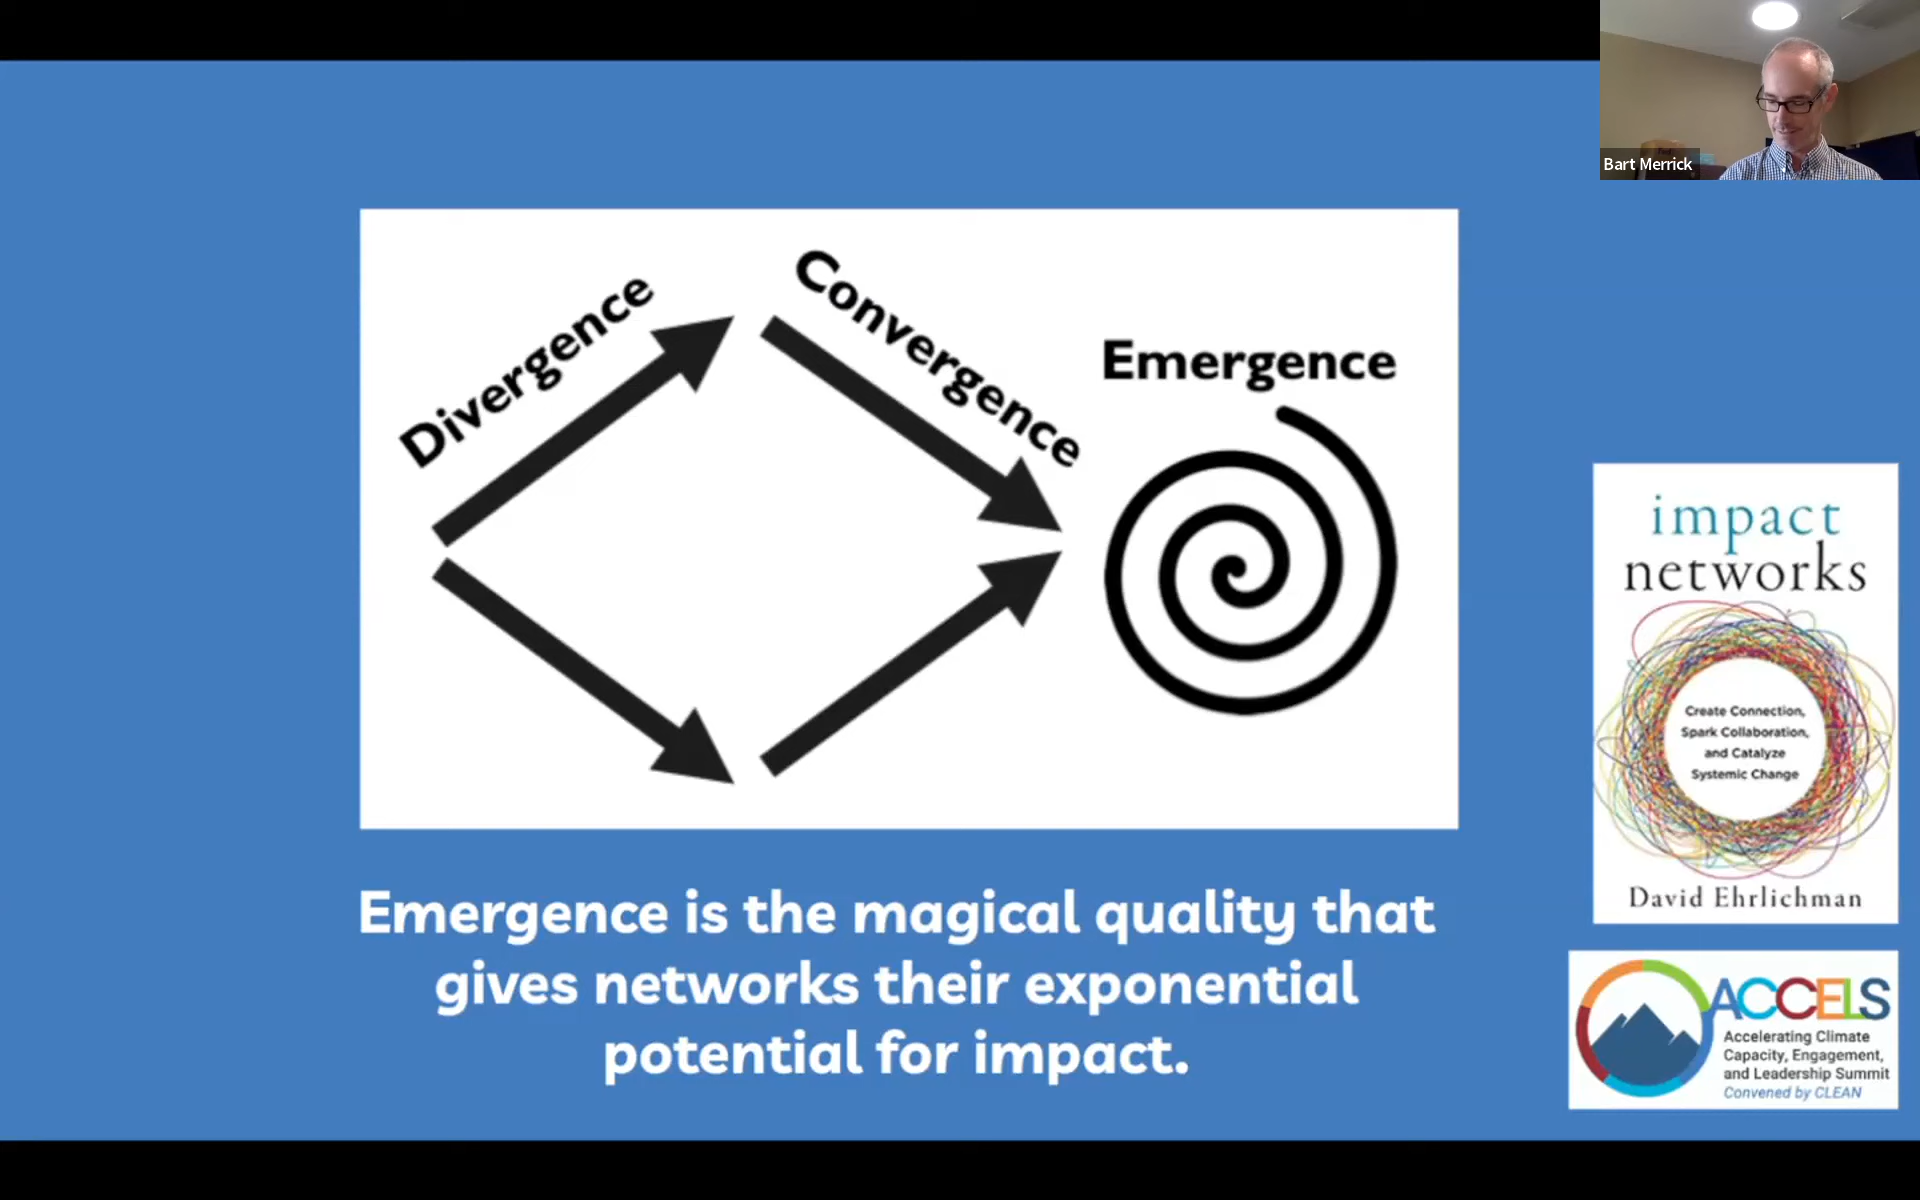 Bart Merrick
Divergence
Convergence
Emergence
impact
networks
Create Connection,
Spark Collaboration,
and Catalyze
Systemic Change
David Ehrlichman
Emergence is the magical quality that
gives networks their exponential
potential for impact.
ACCELS
Accelerating Climate
Capacity, Engagement,
and Leadership Summit
Convened by CLEAN